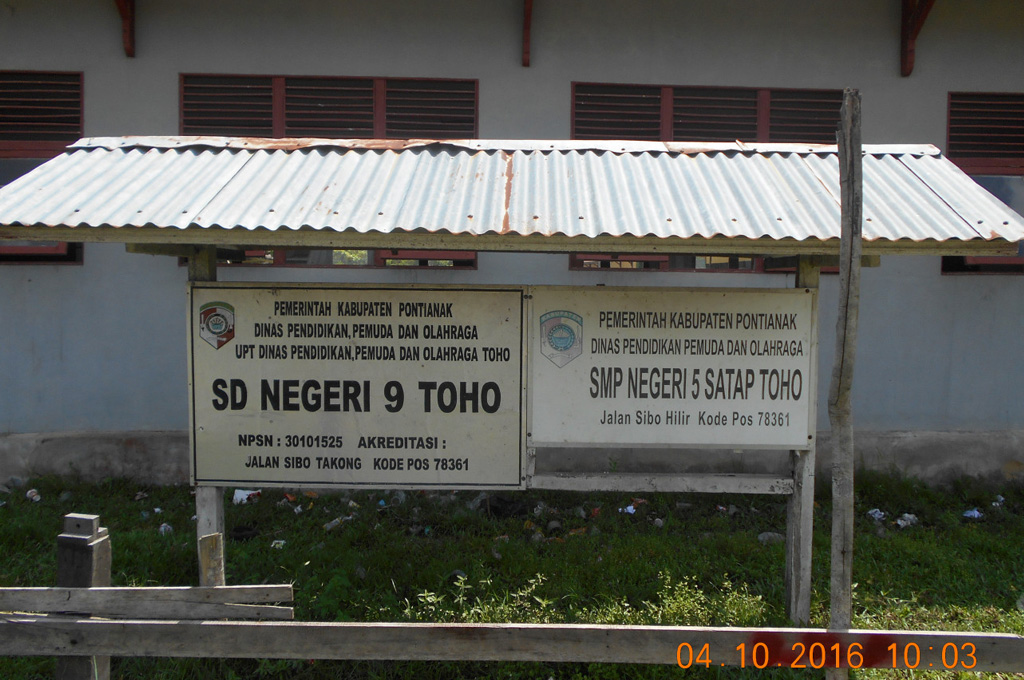 PEMERINTAH KABUPATEN PONTIANAK
DINAS PENDIDIKAN,PEMUDA DAN OLAHRAGA
UPT DINAS PENDIDIKAN,PEMUDA DAN OLAHRAGA TOHO
SD NEGERI 9 TOHO
NPSN : 30101525 AKREDITASI :
JALAN SIBO TAKONG KODE POS 78361
PEMERINTAH KABUPATEN PONTIANAK
DINAS PENDIDIKAN PEMUDA DAN OLAHRAGA
SMP NEGERI 5 SATAP TOHO
Jalan Sibo Hilir Kode Pos 78361
04.10.2016 10:03